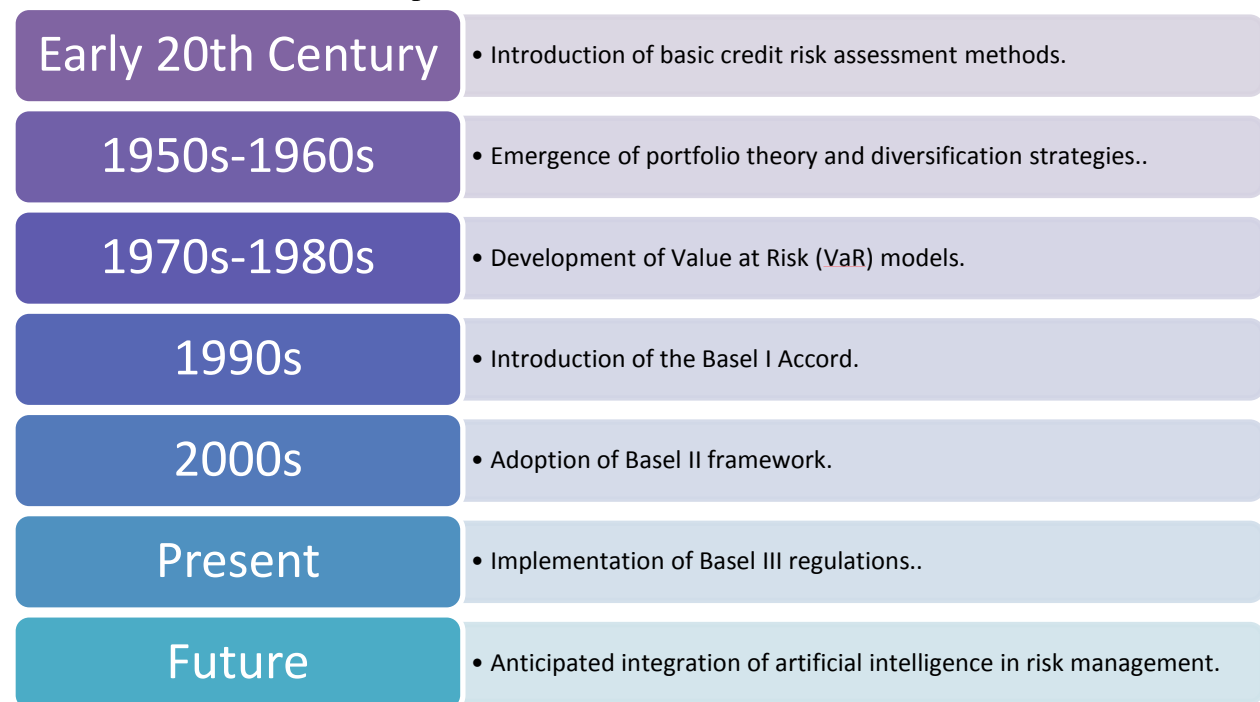 Early 20th Century
• Introduction of basic credit risk assessment methods.
1950s-1960s
• Emergence of portfolio theory and diversification strategies..
1970s-1980s
• Development of Value at Risk (VaR) models.
1990s
• Introduction of the Basel I Accord.
2000s
• Adoption of Basel II framework.
Present
• Implementation of Basel III regulations..
Future
• Anticipated integration of artificial intelligence in risk management.